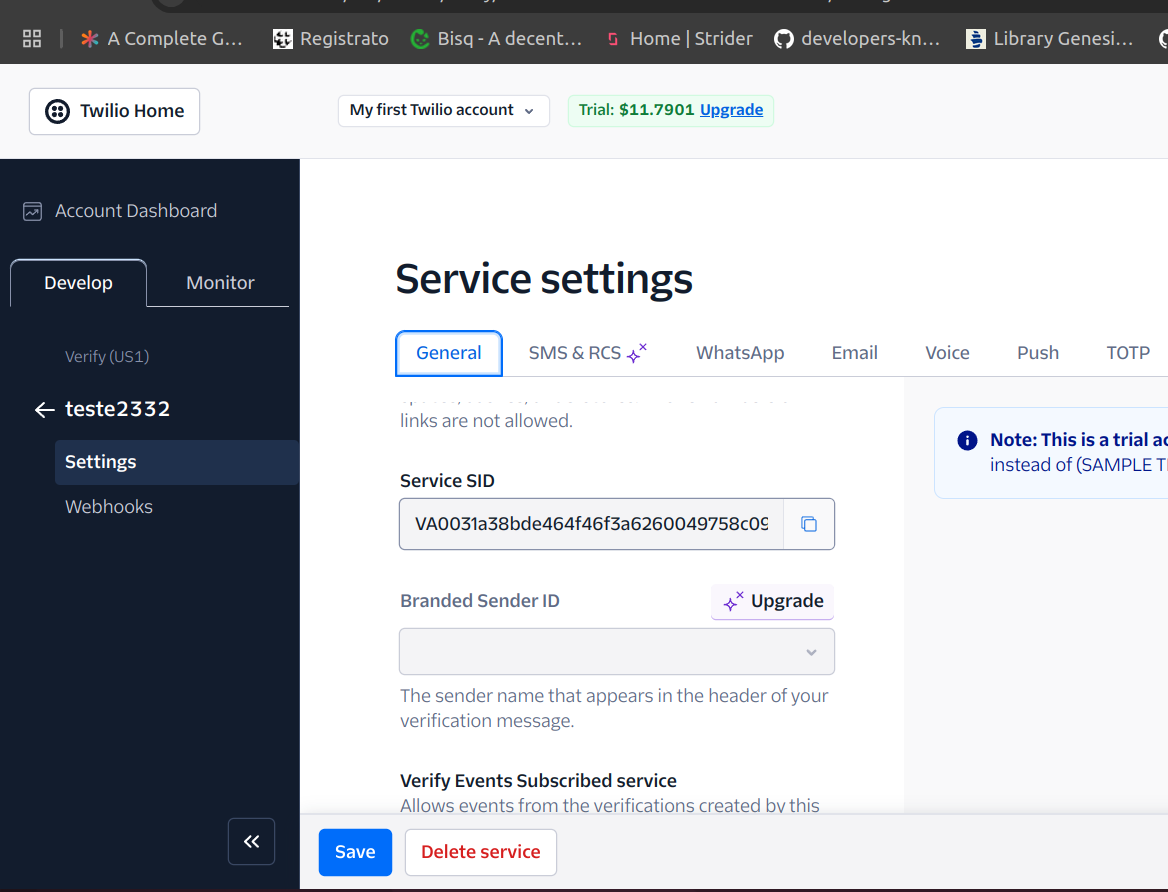 A Complete G...
Registrato
Bisq - A decent...
Home | Strider
developers-kn...
Library Genesi...
Twilio Home
My first Twilio account
Trial: $11.7901 Upgrade
Account Dashboard
Develop
Monitor
Verify (US1)
teste2332
Settings
Webhooks
Service settings
General
SMS & RCS
WhatsApp
Email
Voice
Push
TOTP
links are not allowed.
Note: This is a trial ac
instead of (SAMPLE T
Service SID
VA0031a38bde464f46f3a6260049758c09
Branded Sender ID
Upgrade
The sender name that appears in the header of your
verification message.
Verify Events Subscribed service
Allows events from the verifications created by this
Save
Delete service